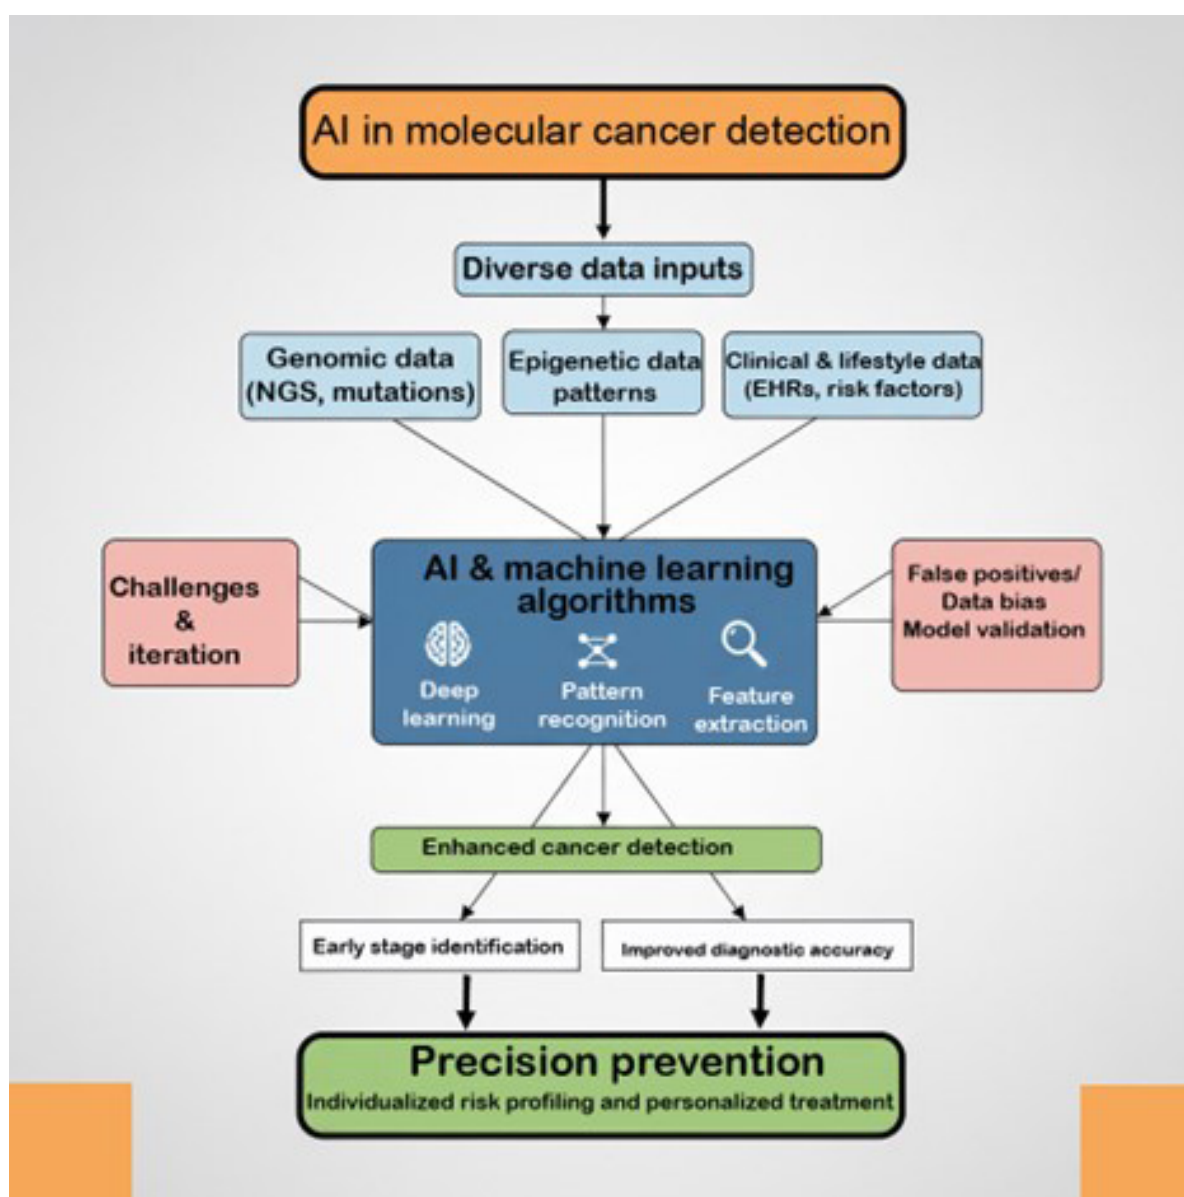 AI in molecular cancer detection
Diverse data inputs
Genomic data
(NGS, mutations)
Epigenetic data
patterns
Clinical & lifestyle data
(EHRs, risk factors)
Challenges
&
iteration
AI & machine learning
algorithms
Deep
learning
Pattern
recognition
Feature
extraction
False positives/
Data bias
Model validation
Enhanced cancer detection
Early stage identification
Improved diagnostic accuracy
Precision prevention
Individualized risk profiling and personalized treatment